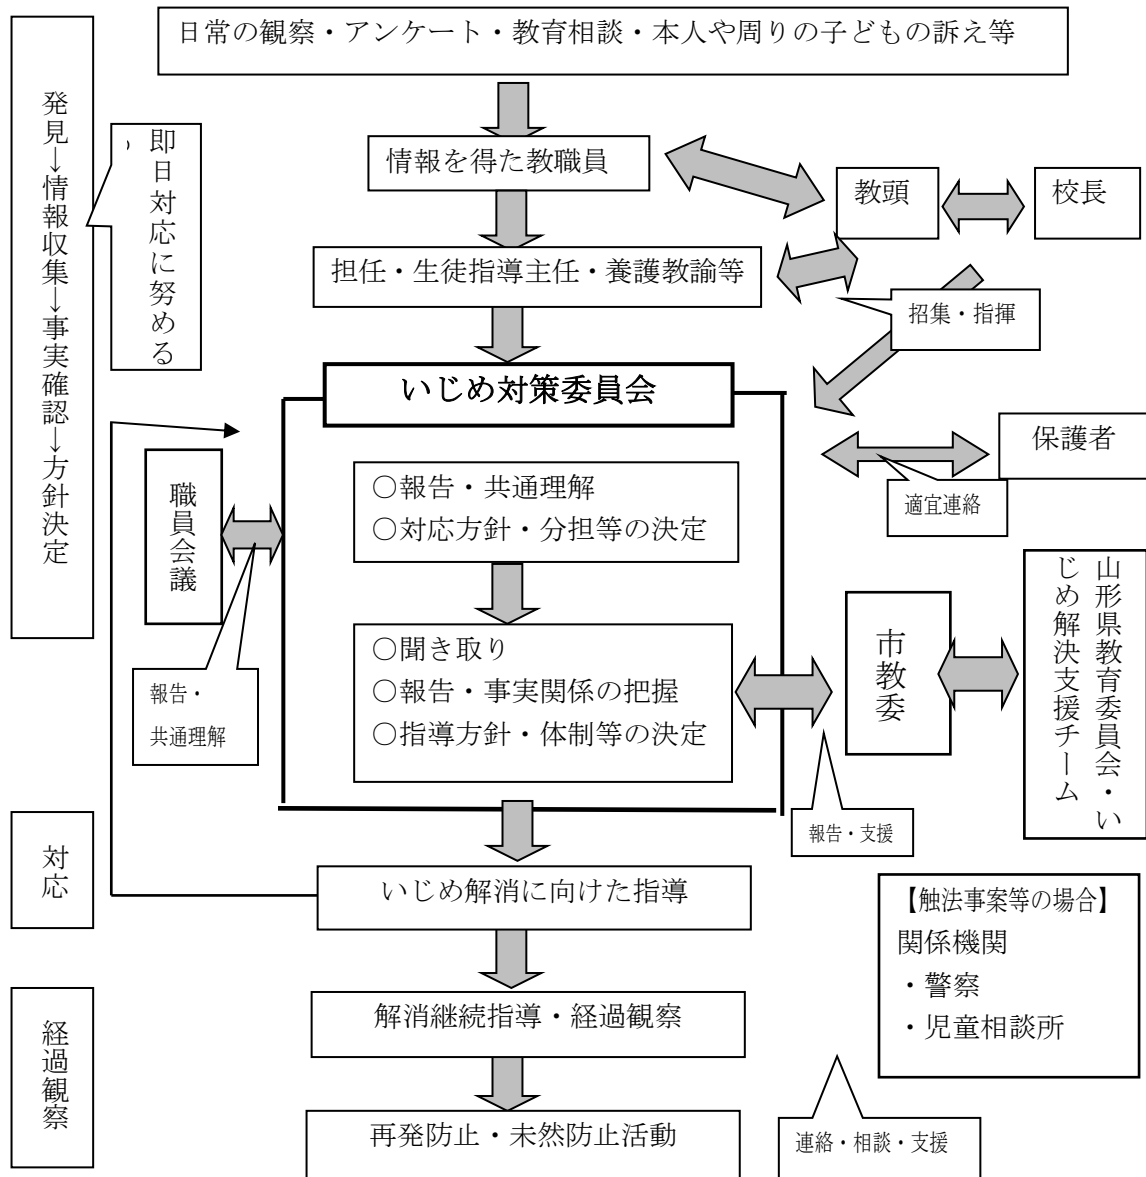 日常の観察・アンケート・教育相談・本人や周りの子どもの訴え等
発見→情報収集→事実確認→方針決定
即日対応に努める
情報を得た教職員
教頭
校長
担任・生徒指導主任・養護教諭等
招集・指揮
いじめ対策委員会
保護者
適宜連絡
職員会議
○報告・共通理解
○対応方針・分担等の決定
報告・
共通理解
○聞き取り
○報告・事実関係の把握
○指導方針・体制等の決定
市教委
山形県教育委員会・い
じめ解決支援チーム
報告・支援
対応
いじめ解消に向けた指導
【触法事案等の場合】
関係機関
・警察
・児童相談所
経過観察
解消継続指導・経過観察
再発防止・未然防止活動
連絡・相談・支援